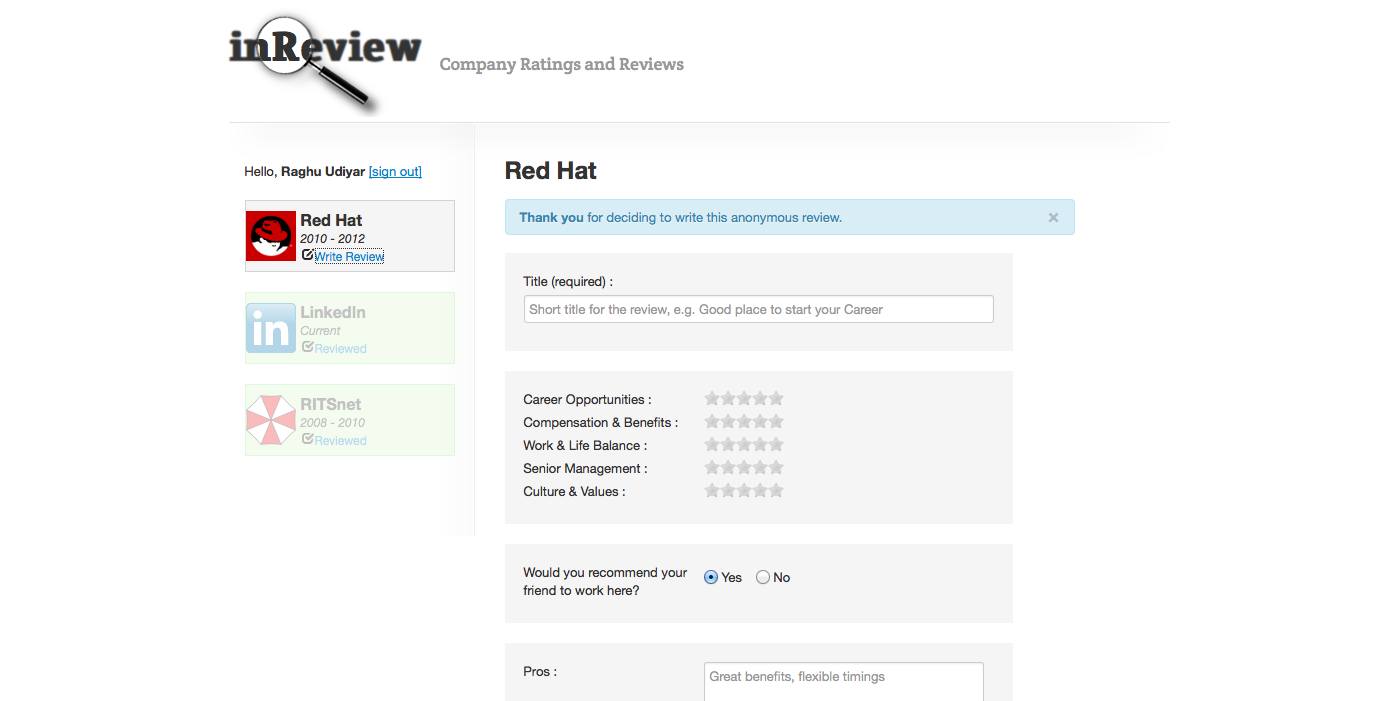 inReview
Company Ratings and Reviews
Hello, Raghu Udiyar [sign out]
Red Hat
2010 - 2012
Write Review
in
LinkedIn
Current
Reviewed
RITSnet
2008 - 2010
Reviewed
Red Hat
Thank you for deciding to write this anonymous review.
×
Title (required) :
Short title for the review, e.g. Good place to start your Career
Career Opportunities :
Compensation & Benefits :
Work & Life Balance :
Senior Management :
Culture & Values :
Would you recommend your
friend to work here?
Yes No
Pros :
Great benefits, flexible timings